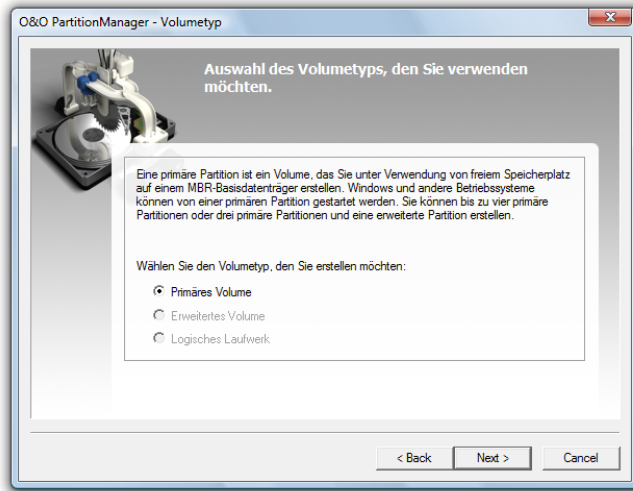 O&O PartitionManager - Volumetyp
Auswahl des Volumetyps, den Sie verwenden
möchten.
Eine primäre Partition ist ein Volume, das Sie unter Verwendung von freiem Speicherplatz
auf einem MBR-Basisdatenträger erstellen. Windows und andere Betriebssysteme
können von einer primären Partition gestartet werden. Sie können bis zu vier primäre
Partitionen oder drei primäre Partitionen und eine erweiterte Partition erstellen.
Wählen Sie den Volumetyp, den Sie erstellen möchten:
Primäres Volume
Erweitertes Volume
Logisches Laufwerk
< Back Next > Cancel